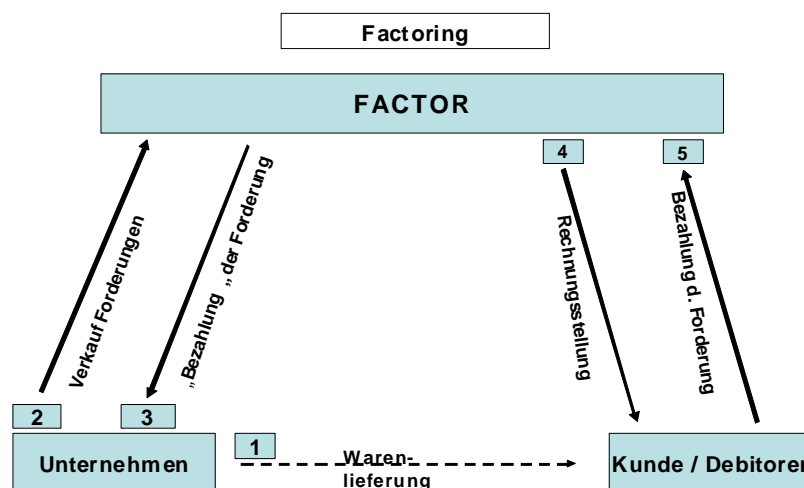 Factoring
FACTOR
4
5
Verkauf Forderungen
„Bezahlung „der Forderung
Rechnungsstellung
Bezahlung d. Forderung
2
3
1
Unternehmen
Waren-
lieferung
Kunde / Debitoren